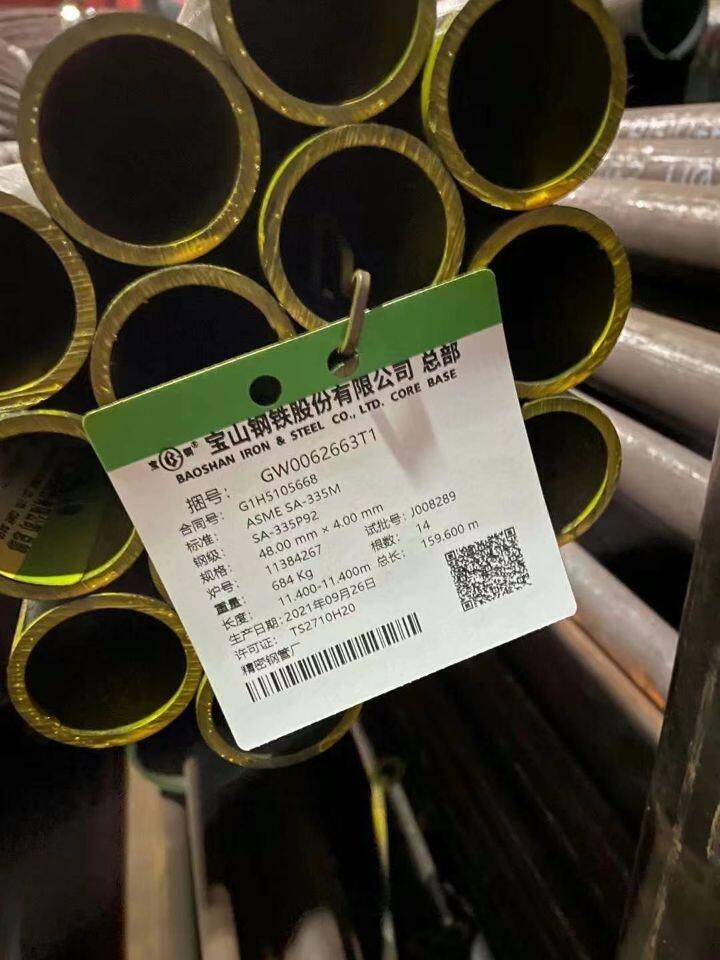 宝钢® 宝山钢铁股份有限公司 总部
BAOSHAN IRON & STEEL CO., LTD. CORE BASE
捆号: GW0062663T1
合同号: G1H5105668
标准: ASME SA-335M
钢级: SA-335P92
规格: 48.00 mm × 4.00 mm
炉号: 11384267 试批号: J008289
重量: 684 Kg 根数: 14
长度: 11.400-11.400m 总长: 159.600 m
生产日期: 2021年09月26日
许可证: TS2710H20
精密钢管厂